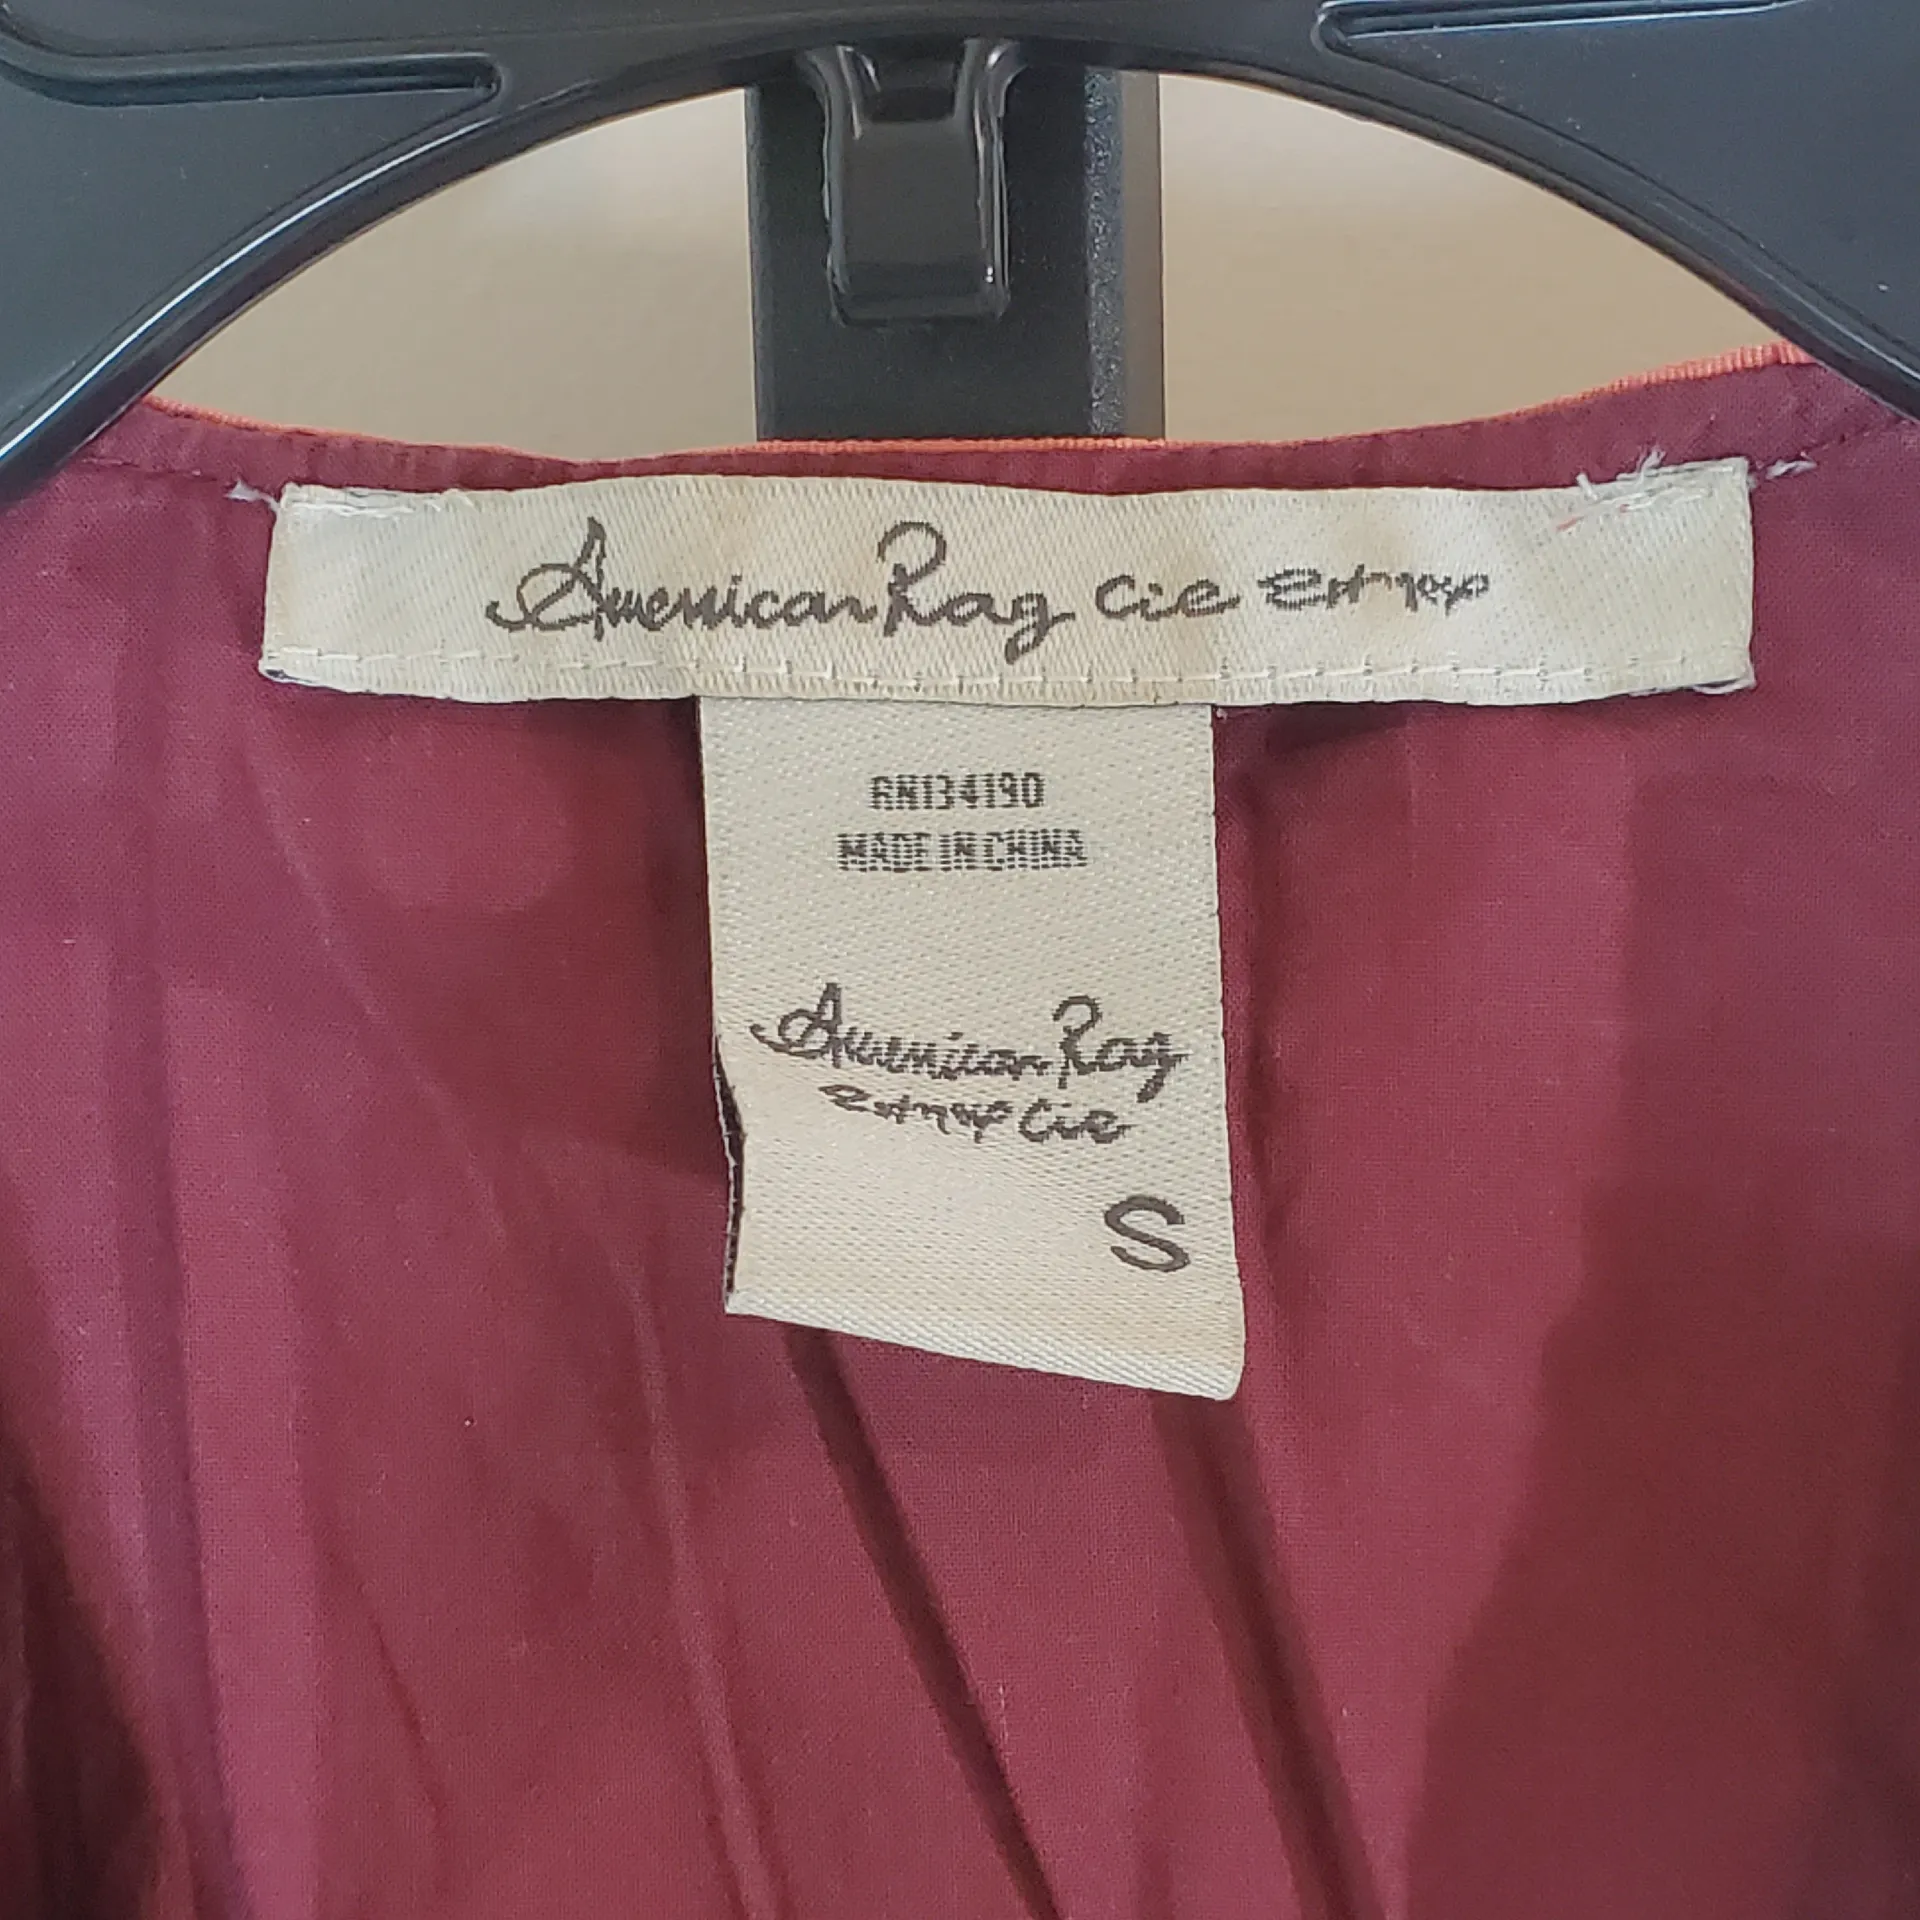 American Rag Cie
RN134190
MADE IN CHINA
American Rag
Cie
S